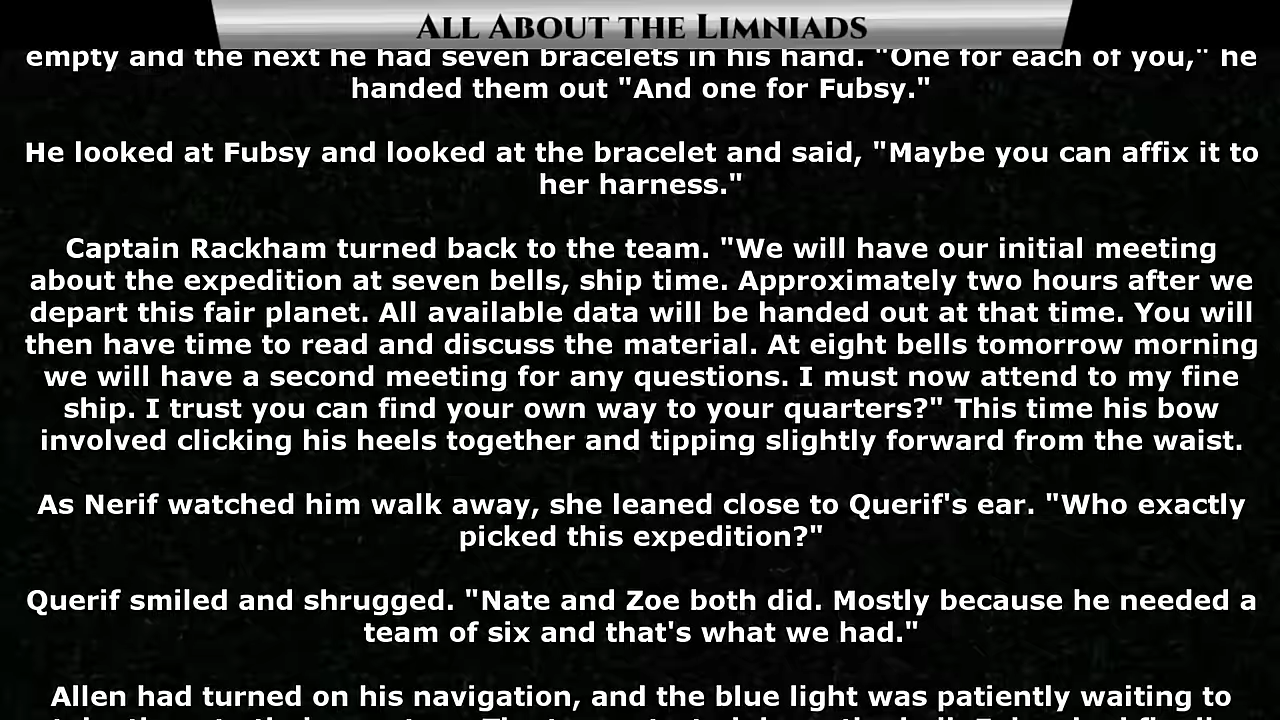 All About the Limniads
empty and the next he had seven bracelets in his hand. "One for each of you," he
handed them out "And one for Fubsy."
He looked at Fubsy and looked at the bracelet and said, "Maybe you can affix it to
her harness."
Captain Rackham turned back to the team. "We will have our initial meeting
about the expedition at seven bells, ship time. Approximately two hours after we
depart this fair planet. All available data will be handed out at that time. You will
then have time to read and discuss the material. At eight bells tomorrow morning
we will have a second meeting for any questions. I must now attend to my fine
ship. I trust you can find your own way to your quarters?" This time his bow
involved clicking his heels together and tipping slightly forward from the waist.
As Nerif watched him walk away, she leaned close to Querif's ear. "Who exactly
picked this expedition?"
Querif smiled and shrugged. "Nate and Zoe both did. Mostly because he needed a
team of six and that's what we had."
Allen had turned on his navigation, and the blue light was patiently waiting to